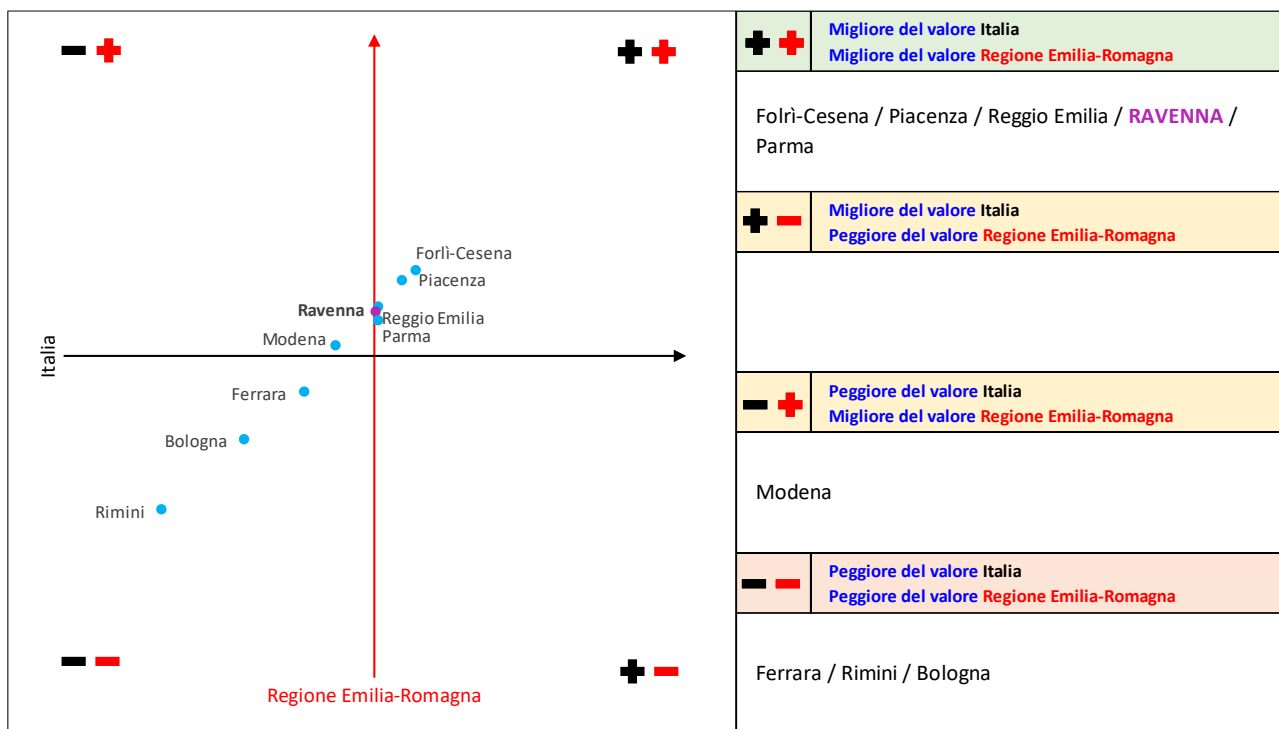 Forlì-Cesena
Piacenza
Ravenna
Reggio Emilia
Modena
Parma
Italia
Ferrara
Bologna
Rimini
Regione Emilia-Romagna
Migliore del valore Italia
Migliore del valore Regione Emilia-Romagna
Folrì-Cesena / Piacenza / Reggio Emilia / RAVENNA /
Parma
Migliore del valore Italia
Peggiore del valore Regione Emilia-Romagna
Peggiore del valore Italia
Migliore del valore Regione Emilia-Romagna
Modena
Peggiore del valore Italia
Peggiore del valore Regione Emilia-Romagna
Ferrara / Rimini / Bologna